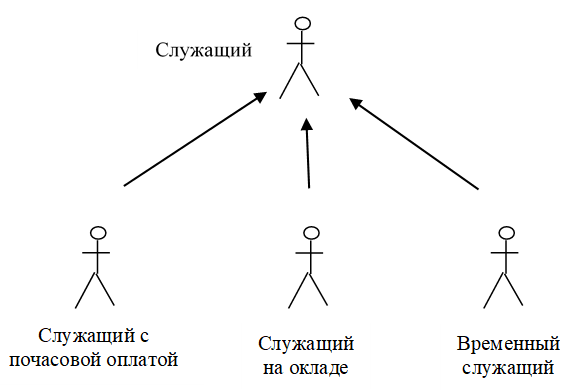 Служащий
Служащий с
почасовой оплатой
Служащий
на окладе
Временный
служащий